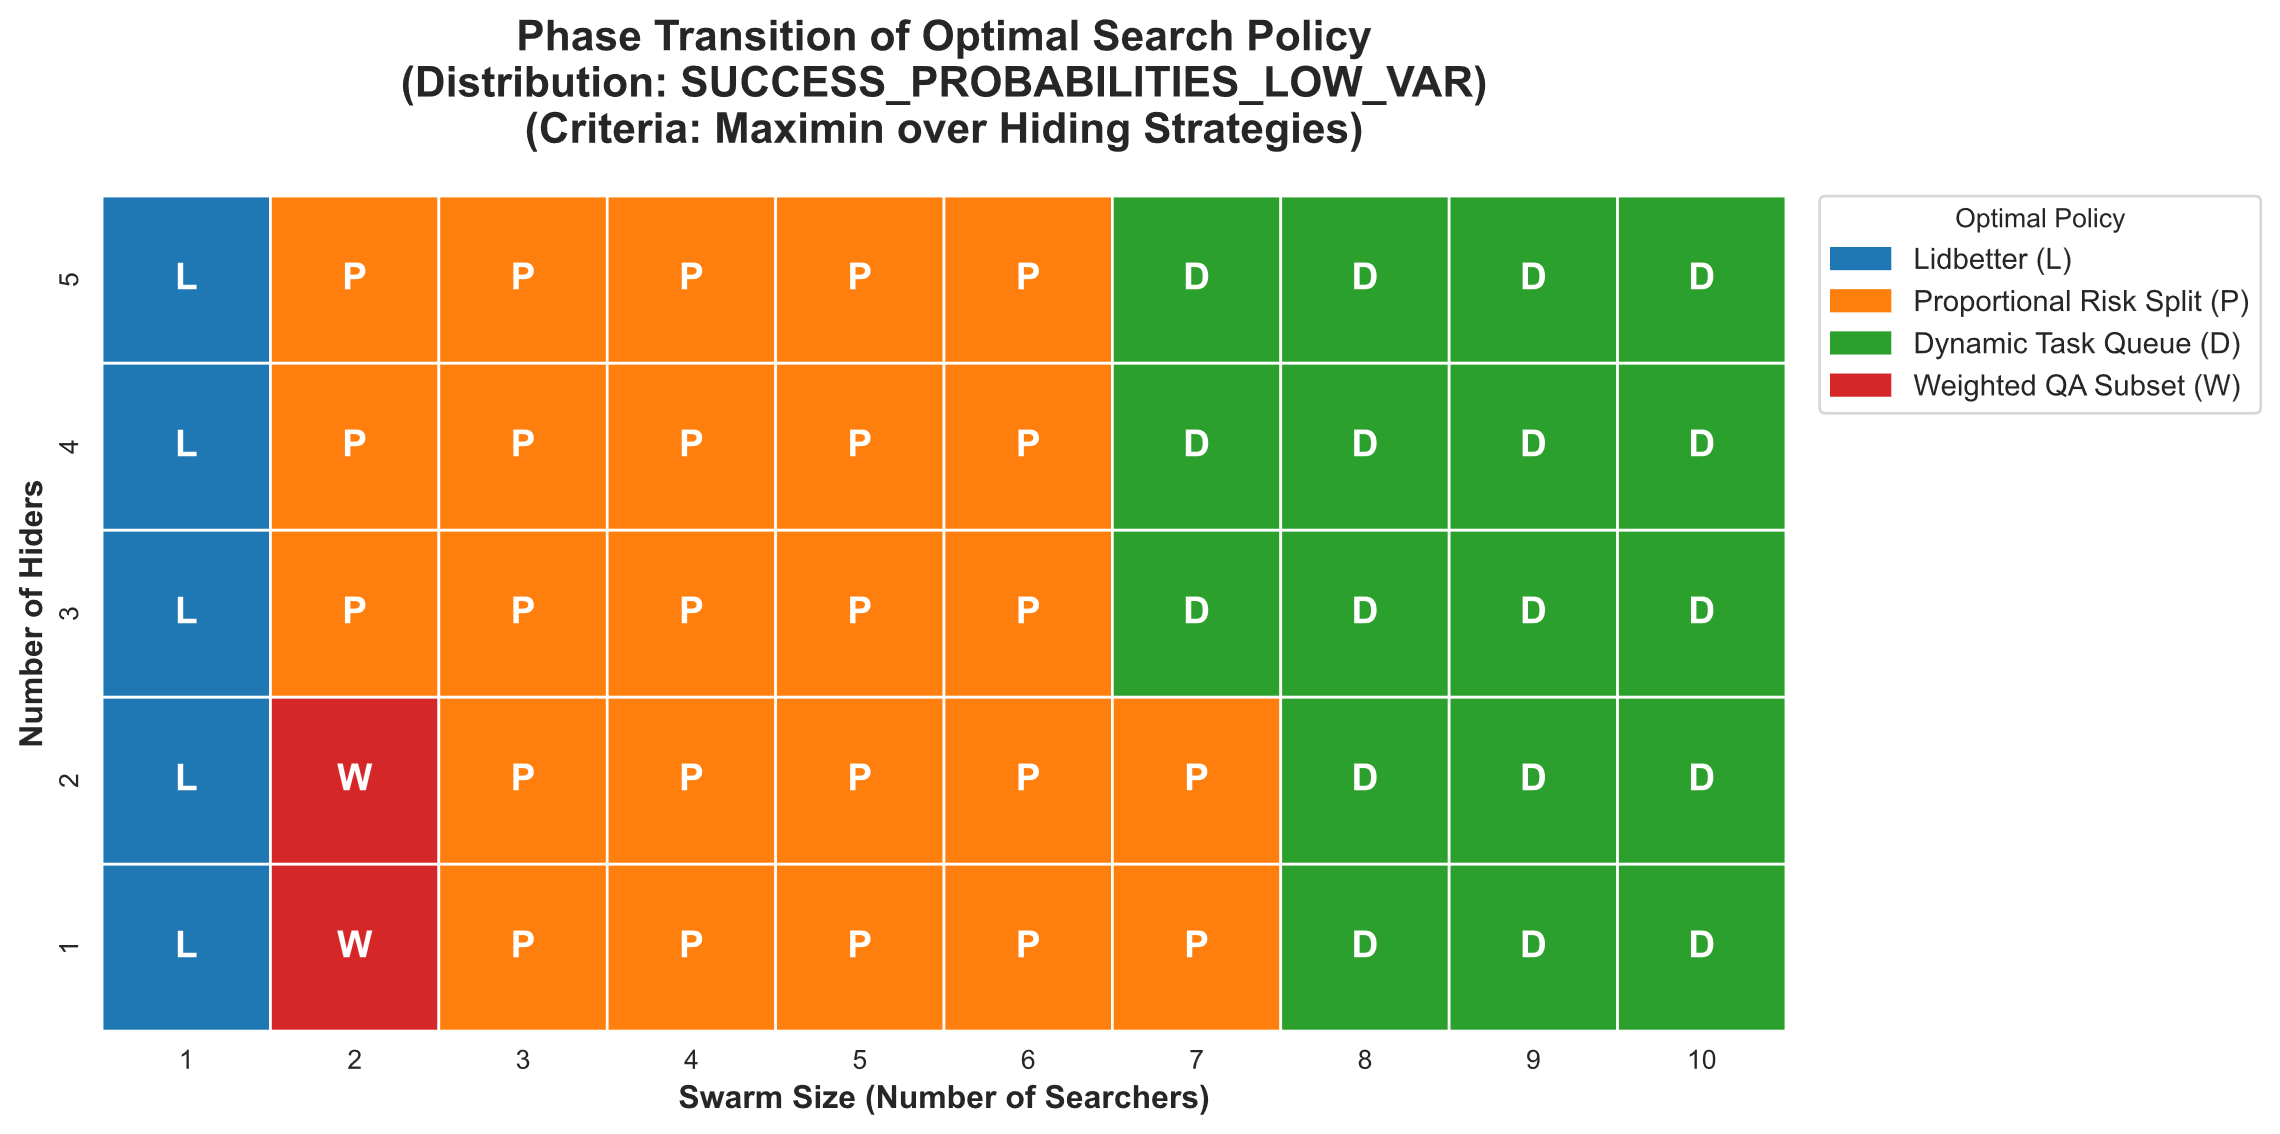 Phase Transition of Optimal Search Policy
(Distribution: SUCCESS_PROBABILITIES_LOW_VAR)
(Criteria: Maximin over Hiding Strategies)
Optimal Policy
Lidbetter (L)
Proportional Risk Split (P)
Dynamic Task Queue (D)
Weighted QA Subset (W)
Number of Hiders
5 L P P P P P D D D D
4 L P P P P P D D D D
3 L P P P P P D D D D
2 L W P P P P P D D D
1 L W P P P P P D D D
1 2 3 4 5 6 7 8 9 10
Swarm Size (Number of Searchers)